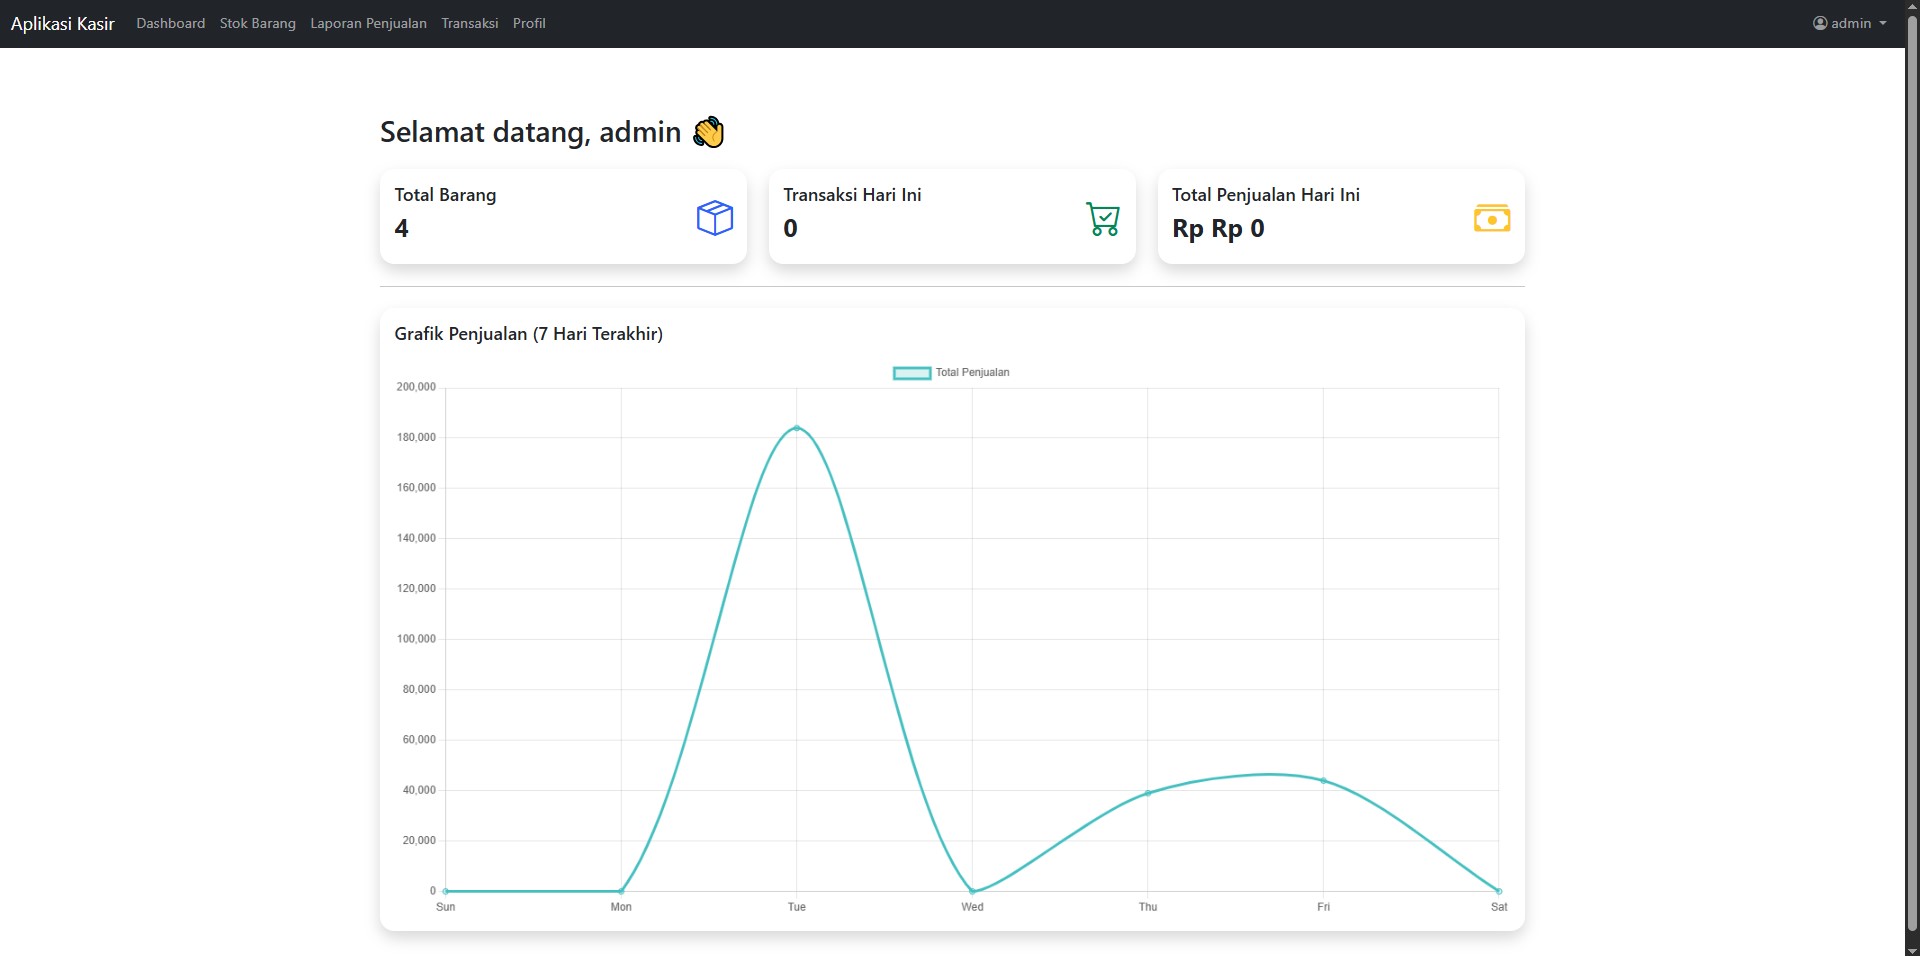 Aplikasi Kasir Dashboard Stok Barang Laporan Penjualan Transaksi Profil admin
Selamat datang, admin 👋
Total Barang
4
Transaksi Hari Ini
0
Total Penjualan Hari Ini
Rp Rp 0
Grafik Penjualan (7 Hari Terakhir)
Total Penjualan
200,000
180,000
160,000
140,000
120,000
100,000
80,000
60,000
40,000
20,000
0
Sun Mon Tue Wed Thu Fri Sat